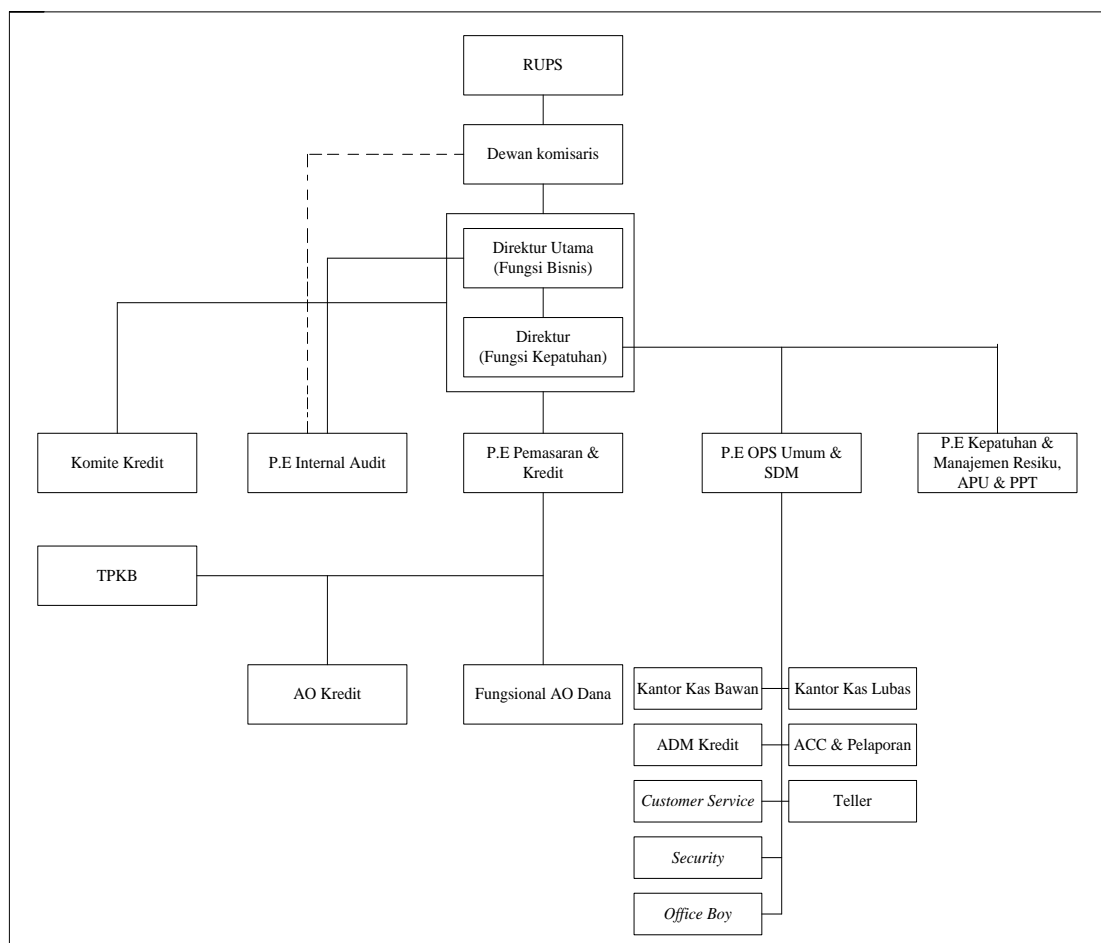 RUPS
Dewan komisaris
Direktur Utama
(Fungsi Bisnis)
Direktur
(Fungsi Kepatuhan)
Komite Kredit
P.E Internal Audit
P.E Pemasaran &
Kredit
P.E OPS Umum &
SDM
P.E Kepatuhan &
Manajemen Resiku,
APU & PPT
TPKB
AO Kredit
Fungsional AO Dana
Kantor Kas Bawan
Kantor Kas Lubas
ADM Kredit
ACC & Pelaporan
Customer Service
Teller
Security
Office Boy